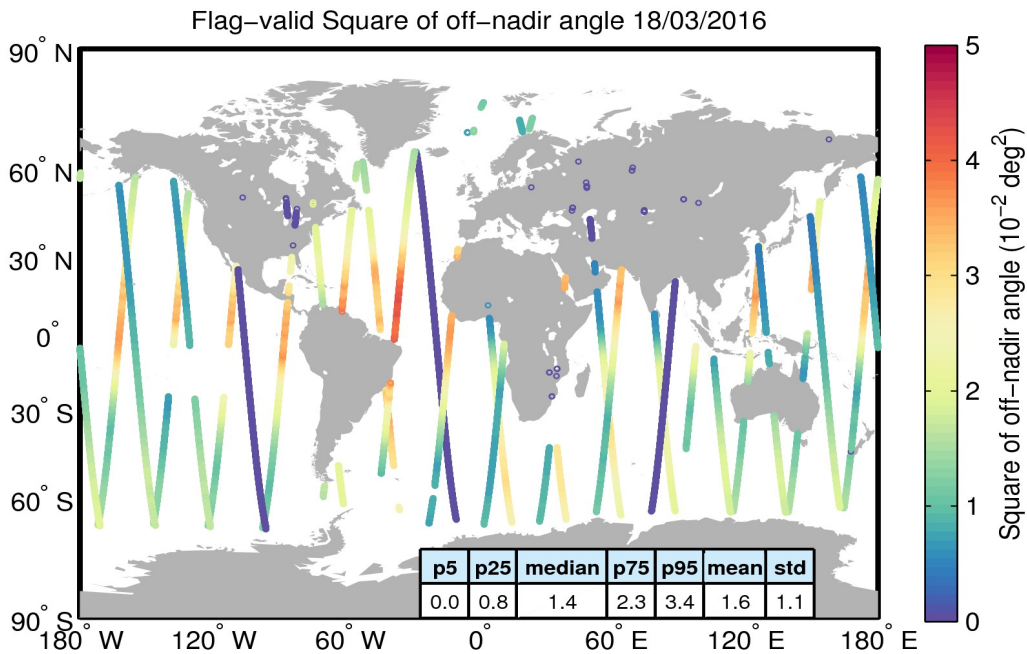 Flag−valid Square of off−nadir angle 18/03/2016
90° N
60° N
30° N
0°
30° S
60° S
90° S
180° W
120° W
60° W
0°
60° E
120° E
180° E
p5 p25 median p75 p95 mean std
0.0 0.8 1.4 2.3 3.4 1.6 1.1
5
4
3
2
1
0
Square of off−nadir angle (10⁻² deg²)